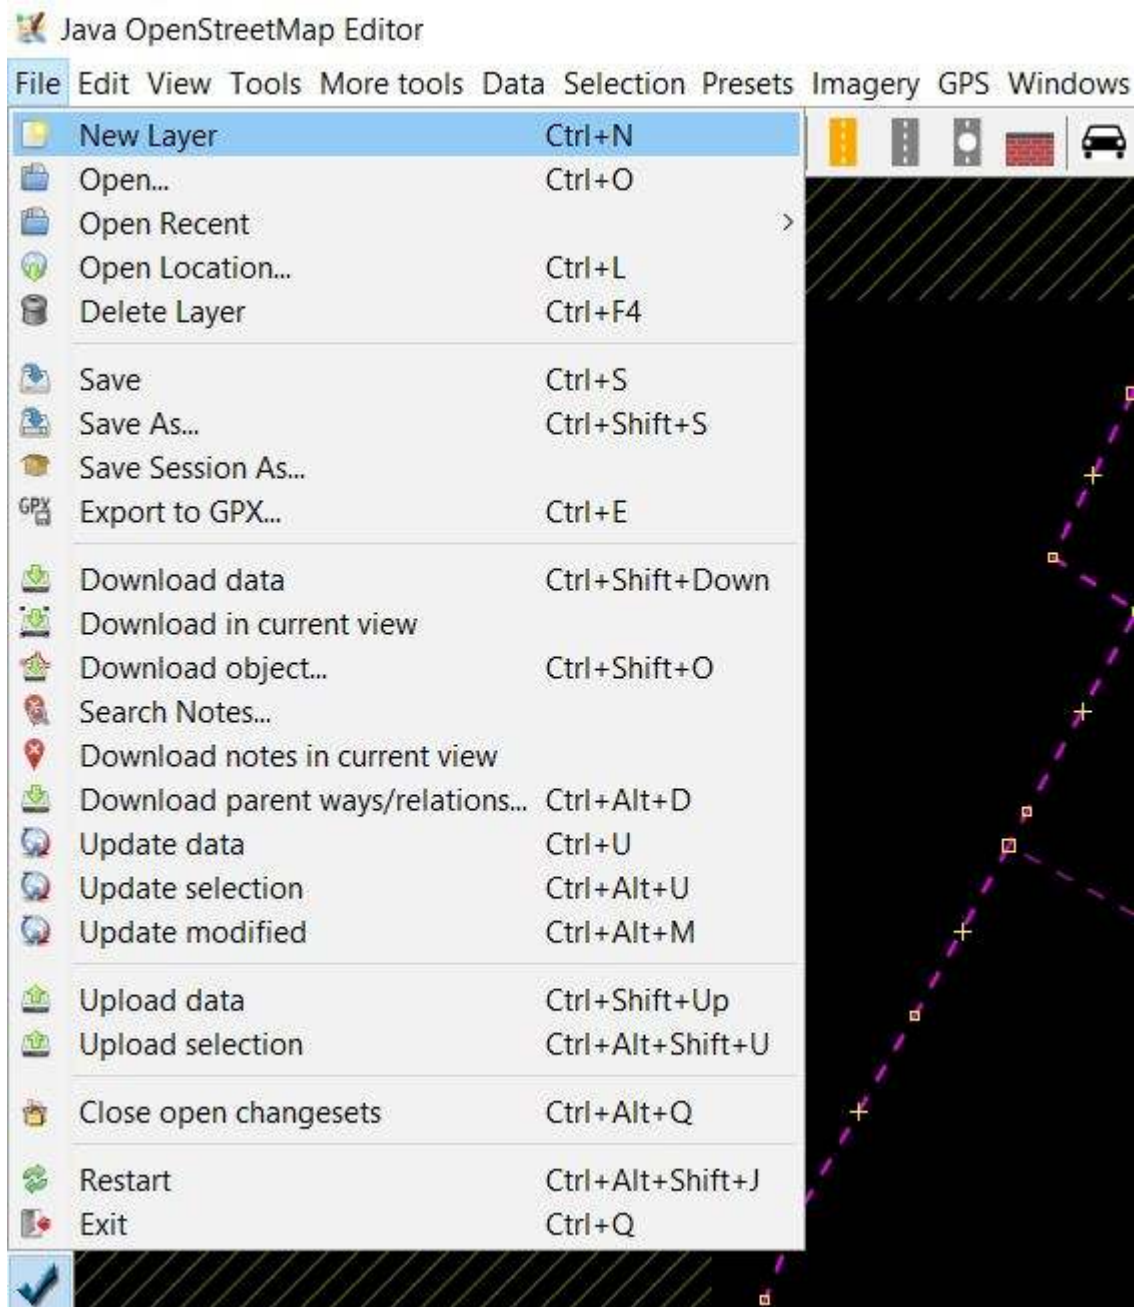 Java OpenStreetMap Editor
File Edit View Tools More tools Data Selection Presets Imagery GPS Windows
New Layer Ctrl+N
Open... Ctrl+O
Open Recent >
Open Location... Ctrl+L
Delete Layer Ctrl+F4
Save Ctrl+S
Save As... Ctrl+Shift+S
Save Session As...
GPX Export to GPX... Ctrl+E
Download data Ctrl+Shift+Down
Download in current view
Download object... Ctrl+Shift+O
Search Notes...
Download notes in current view
Download parent ways/relations... Ctrl+Alt+D
Update data Ctrl+U
Update selection Ctrl+Alt+U
Update modified Ctrl+Alt+M
Upload data Ctrl+Shift+Up
Upload selection Ctrl+Alt+Shift+U
Close open changesets Ctrl+Alt+Q
Restart Ctrl+Alt+Shift+J
Exit Ctrl+Q